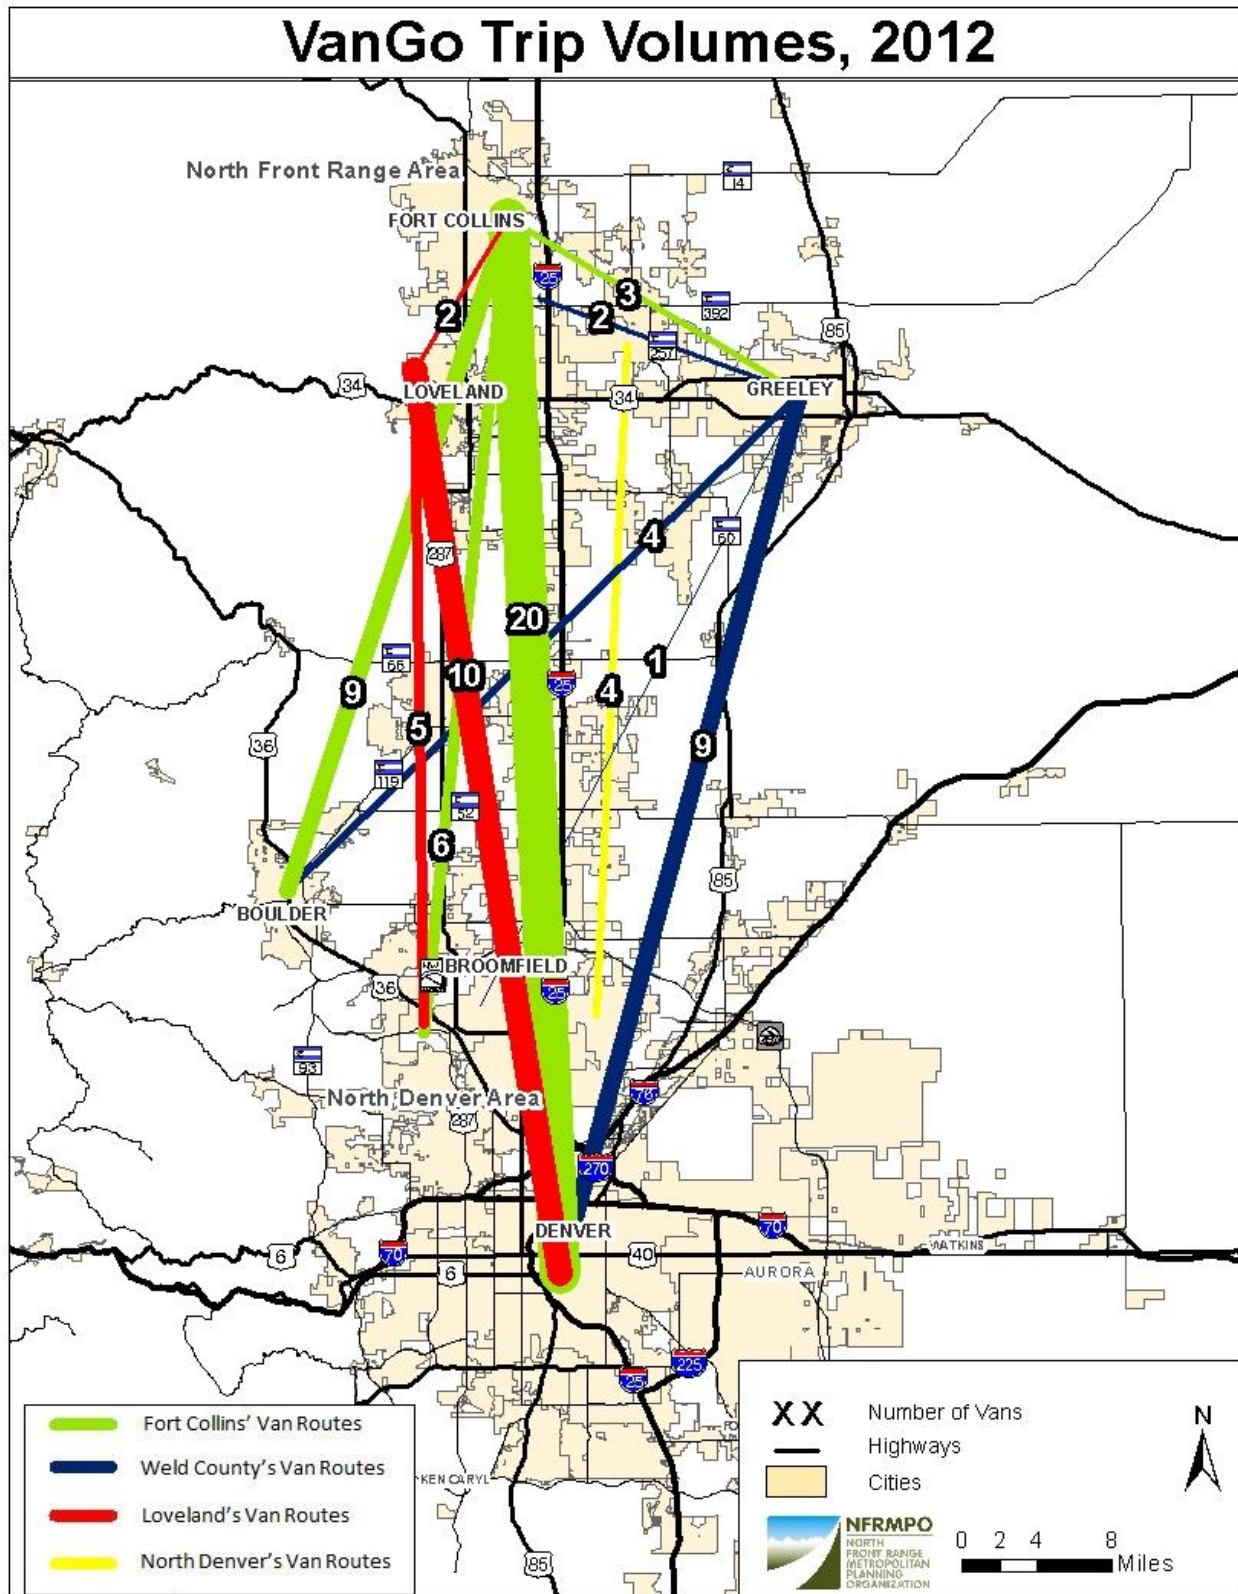 VanGo Trip Volumes, 2012
North Front Range Area
14
FORT COLLINS
25
3
2
2
392
257
85
34
LOVELAND
34
GREELEY
60
4
287
20
66
1
10
25
9
4
5
9
36
119
52
6
85
BOULDER
BROOMFIELD
36
25
93
North Denver Area
287
76
270
DENVER
70
6
70
40
WATKINS
6
AURORA
225
25
KEN CARYL
85
Fort Collins' Van Routes
Weld County's Van Routes
Loveland's Van Routes
North Denver's Van Routes
XX Number of Vans
Highways
Cities
N
NFRMPO
NORTH
FRONT RANGE
METROPOLITAN
PLANNING
ORGANIZATION
0 2 4 8
Miles